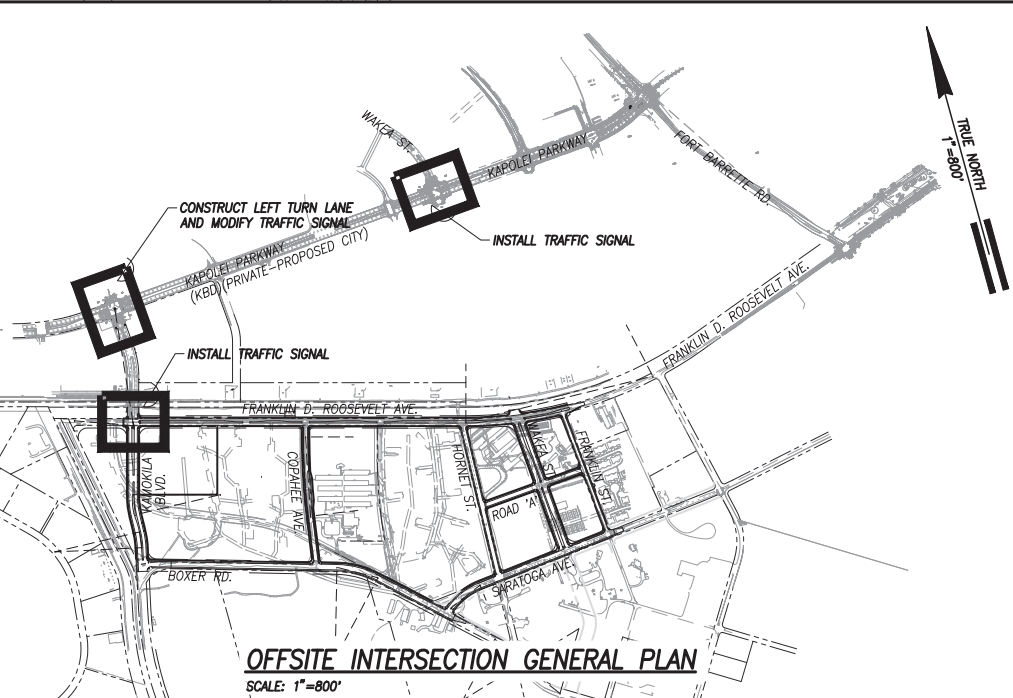 WAKEA ST.
KAPOLEI PARKWAY
FORT BARRETTE RD.
TRUE NORTH
1"=800'
CONSTRUCT LEFT TURN LANE
AND MODIFY TRAFFIC SIGNAL
INSTALL TRAFFIC SIGNAL
KAPOLEI PARKWAY
(KBD)(PRIVATE-PROPOSED CITY)
FRANKLIN D. ROOSEVELT AVE.
INSTALL TRAFFIC SIGNAL
FRANKLIN D. ROOSEVELT AVE.
KAMOKILA
BLVD.
COPAHEE AVE.
HORNET ST.
WAKEA ST.
FRANKLIN ST.
ROAD 'A'
BOXER RD.
SARATOGA AVE.
OFFSITE INTERSECTION GENERAL PLAN
SCALE: 1"=800'